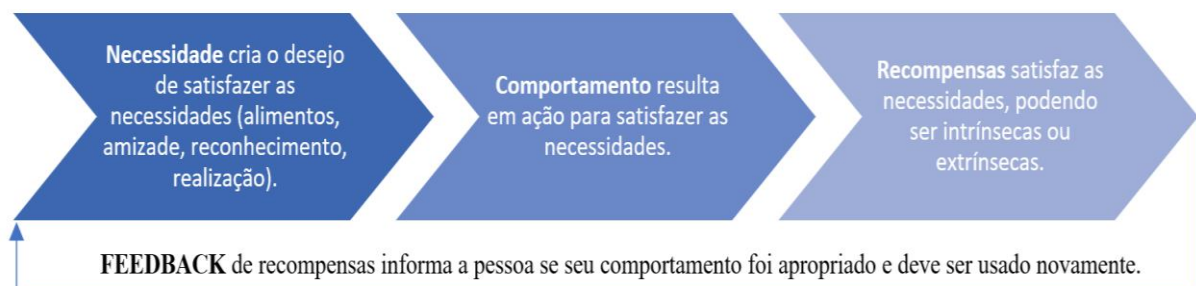 Necessidade cria o desejo
de satisfazer as
necessidades (alimentos,
amizade, reconhecimento,
realização).
Comportamento resulta
em ação para satisfazer as
necessidades.
Recompensas satisfaz as
necessidades, podendo
ser intrínsecas ou
extrínsecas.
FEEDBACK de recompensas informa a pessoa se seu comportamento foi apropriado e deve ser usado novamente.